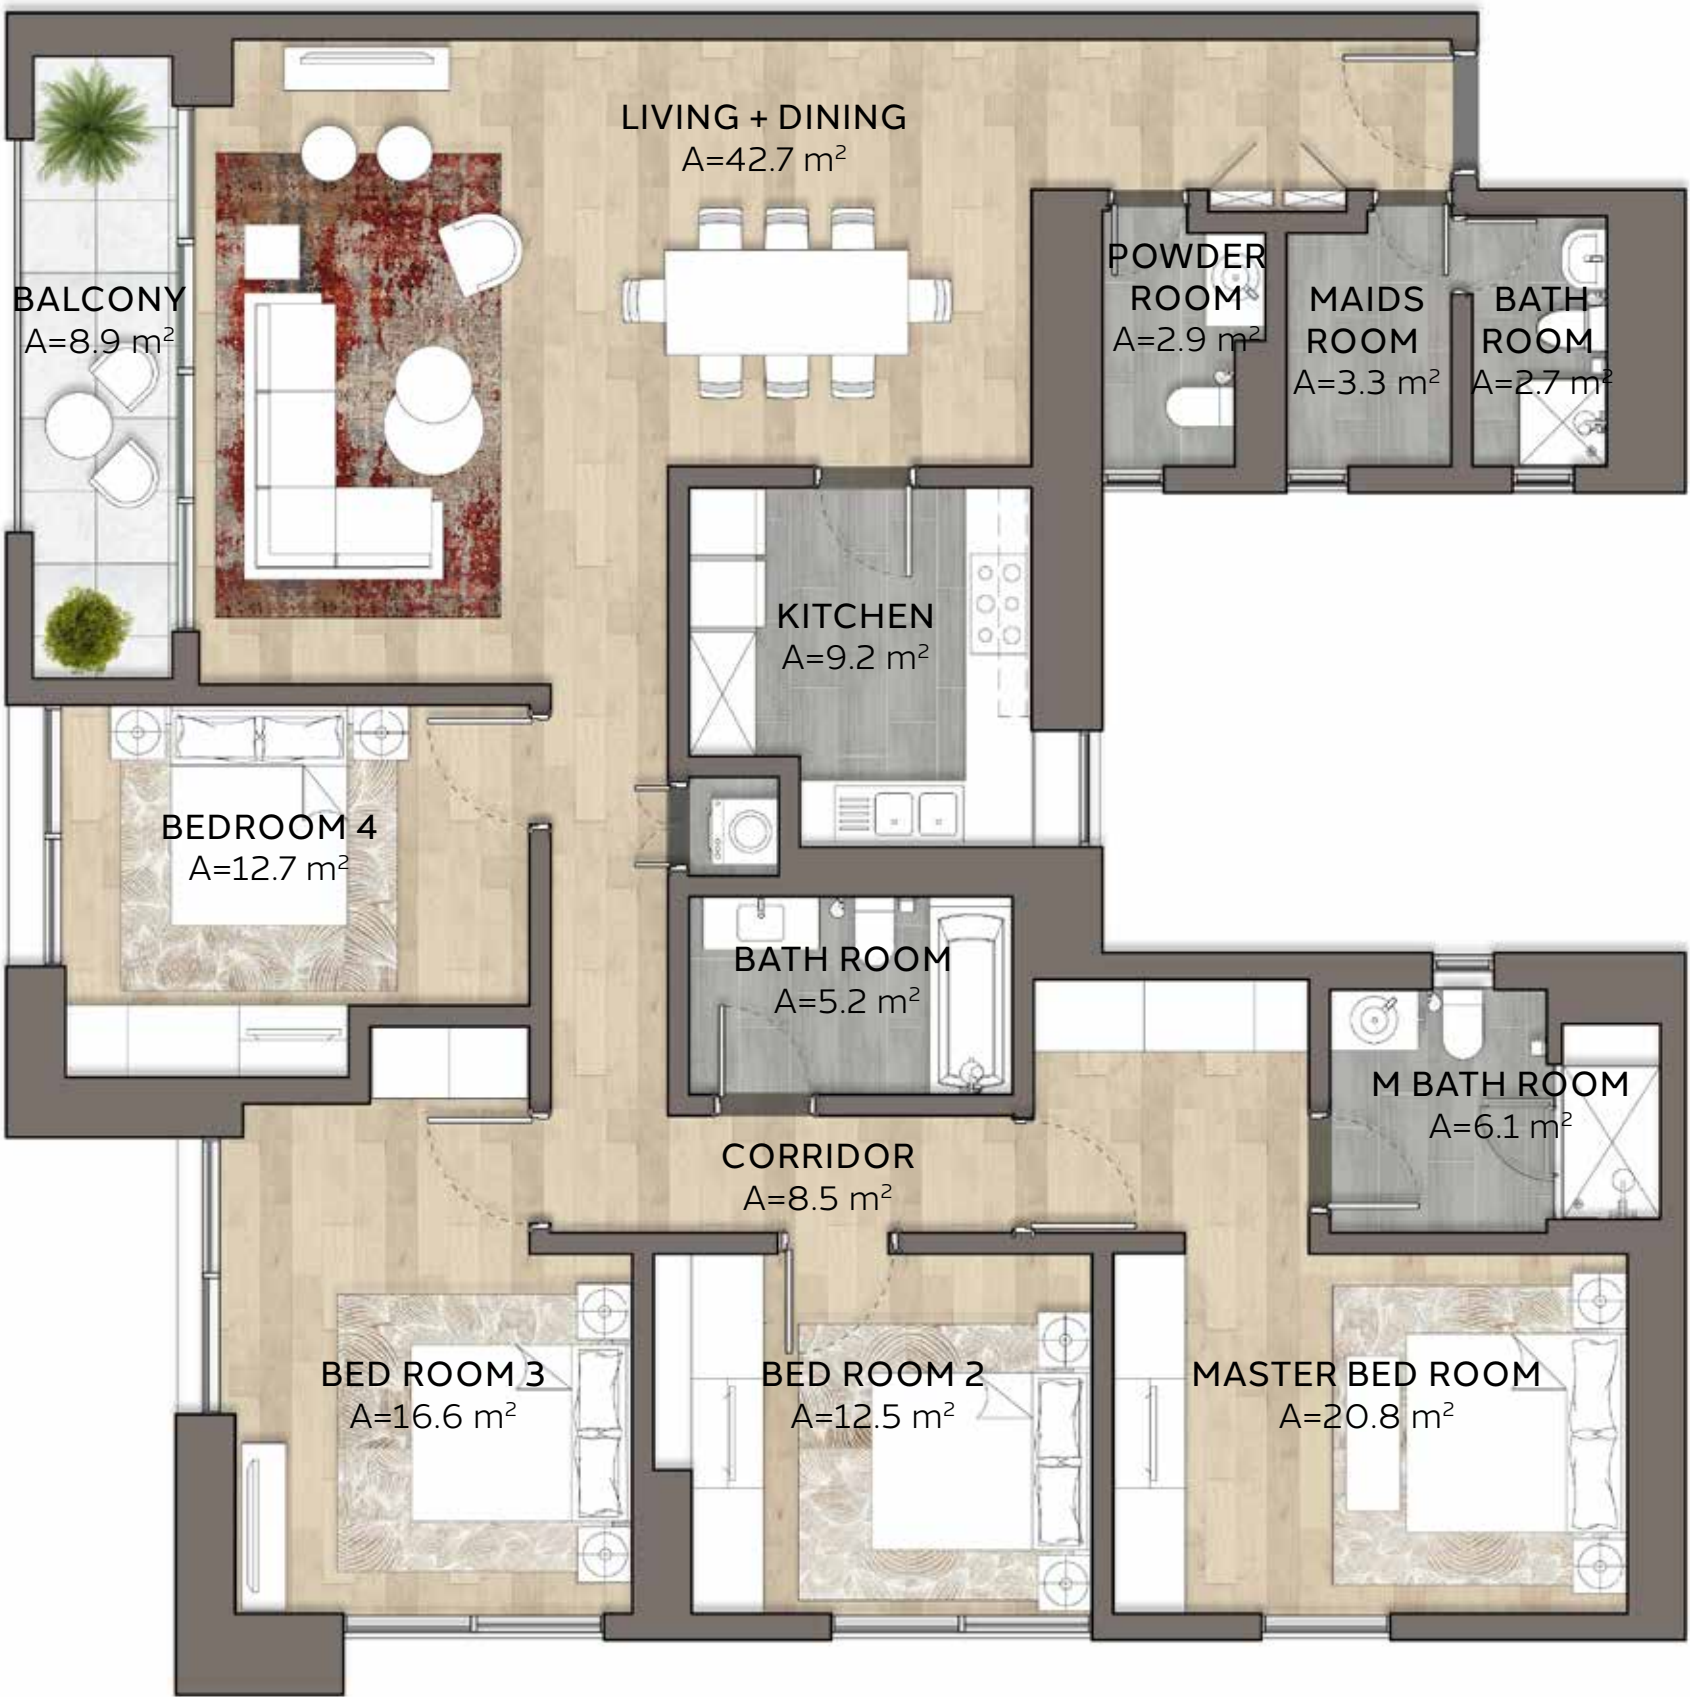 LIVING + DINING
A=42.7 m²
BALCONY
A=8.9 m²
POWDER
ROOM
A=2.9 m²
MAIDS
ROOM
A=3.3 m²
BATH
ROOM
A=2.7 m²
KITCHEN
A=9.2 m²
BEDROOM 4
A=12.7 m²
BATH ROOM
A=5.2 m²
M BATH ROOM
A=6.1 m²
CORRIDOR
A=8.5 m²
BED ROOM 3
A=16.6 m²
BED ROOM 2
A=12.5 m²
MASTER BED ROOM
A=20.8 m²